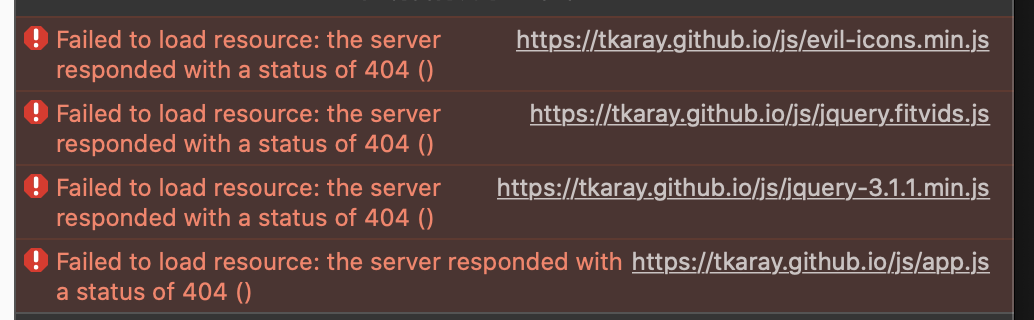 Failed to load resource: the server https://tkaray.github.io/js/evil-icons.min.js
responded with a status of 404 ()
Failed to load resource: the server https://tkaray.github.io/js/jquery.fitvids.js
responded with a status of 404 ()
Failed to load resource: the server https://tkaray.github.io/js/jquery-3.1.1.min.js
responded with a status of 404 ()
Failed to load resource: the server responded with https://tkaray.github.io/js/app.js
a status of 404 ()